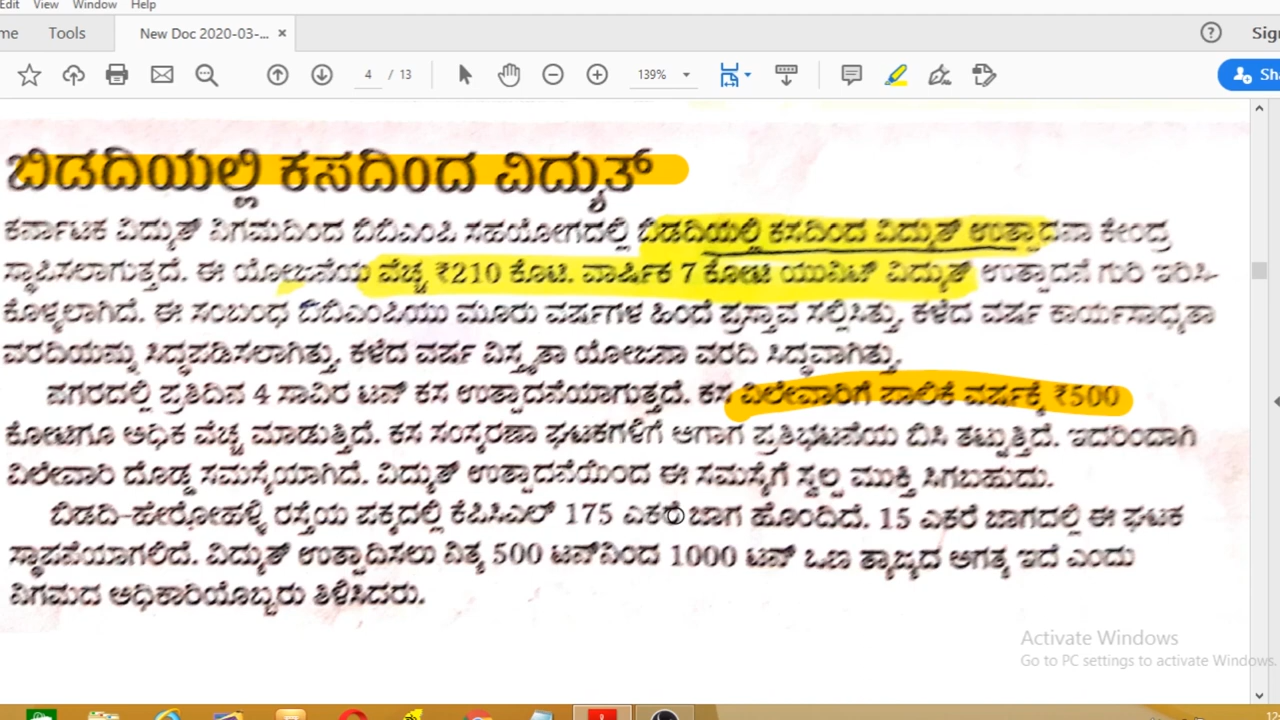 Edit View Window Help
me Tools New Doc 2020-03-... ×
4 / 13 139% Sha
ಬಿಡದಿಯಲ್ಲಿ ಕಸದಿಂದ ವಿದ್ಯುತ್
ಕರ್ನಾಟಕ ವಿದ್ಯುತ್ ನಿಗಮದಿಂದ ಬಿಬಿಎಂಪಿ ಸಹಯೋಗದಲ್ಲಿ ಬಿಡದಿಯಲ್ಲಿ ಕಸದಿಂದ ವಿದ್ಯುತ್ ಉತ್ಪಾದನಾ ಕೇಂದ್ರ
ಸ್ಥಾಪಿಸಲಾಗುತ್ತದೆ. ಈ ಯೋಜನೆಯ ವೆಚ್ಚ ₹210 ಕೋಟಿ. ವಾರ್ಷಿಕ 7 ಕೋಟಿ ಯುನಿಟ್ ವಿದ್ಯುತ್ ಉತ್ಪಾದನೆ ಗುರಿ ಇರಿಸಿ-
ಕೊಳ್ಳಲಾಗಿದೆ. ಈ ಸಂಬಂಧ ಬಿಬಿಎಂಪಿಯು ಮೂರು ವರ್ಷಗಳ ಹಿಂದೆ ಪ್ರಸ್ತಾವ ಸಲ್ಲಿಸಿತ್ತು. ಕಳೆದ ವರ್ಷ ಕಾರ್ಯಸಾಧ್ಯತಾ
ವರದಿಯನ್ನು ಸಿದ್ಧಪಡಿಸಲಾಗಿತ್ತು. ಕಳೆದ ವರ್ಷ ವಿಸ್ತೃತಾ ಯೋಜನಾ ವರದಿ ಸಿದ್ಧವಾಗಿತ್ತು.
ನಗರದಲ್ಲಿ ಪ್ರತಿದಿನ 4 ಸಾವಿರ ಟನ್ ಕಸ ಉತ್ಪಾದನೆಯಾಗುತ್ತದೆ. ಕಸ ವಿಲೇವಾರಿಗೆ ಪಾಲಿಕೆ ವರ್ಷಕ್ಕೆ ₹500
ಕೋಟಿಗೂ ಅಧಿಕ ವೆಚ್ಚ ಮಾಡುತ್ತಿದೆ. ಕಸ ಸಂಸ್ಕರಣಾ ಘಟಕಗಳಿಗೆ ಆಗಾಗ ಪ್ರತಿಭಟನೆಯ ಬಿಸಿ ತಟ್ಟುತ್ತಿದೆ. ಇದರಿಂದಾಗಿ
ವಿಲೇವಾರಿ ದೊಡ್ಡ ಸಮಸ್ಯೆಯಾಗಿದೆ. ವಿದ್ಯುತ್ ಉತ್ಪಾದನೆಯಿಂದ ಈ ಸಮಸ್ಯೆಗೆ ಸ್ವಲ್ಪ ಮುಕ್ತಿ ಸಿಗಬಹುದು.
ಬಿಡದಿ-ಹೇರೋಹಳ್ಳಿ ರಸ್ತೆಯ ಪಕ್ಕದಲ್ಲಿ ಕೆಪಿಸಿಎಲ್ 175 ಎಕರೆ ಜಾಗ ಹೊಂದಿದೆ. 15 ಎಕರೆ ಜಾಗದಲ್ಲಿ ಈ ಘಟಕ
ಸ್ಥಾಪನೆಯಾಗಲಿದೆ. ವಿದ್ಯುತ್ ಉತ್ಪಾದಿಸಲು ನಿತ್ಯ 500 ಟನ್‌ನಿಂದ 1000 ಟನ್ ಒಣ ತ್ಯಾಜ್ಯದ ಅಗತ್ಯ ಇದೆ ಎಂದು
ನಿಗಮದ ಅಧಿಕಾರಿಯೊಬ್ಬರು ತಿಳಿಸಿದರು.
Activate Windows
Go to PC settings to activate Windows.